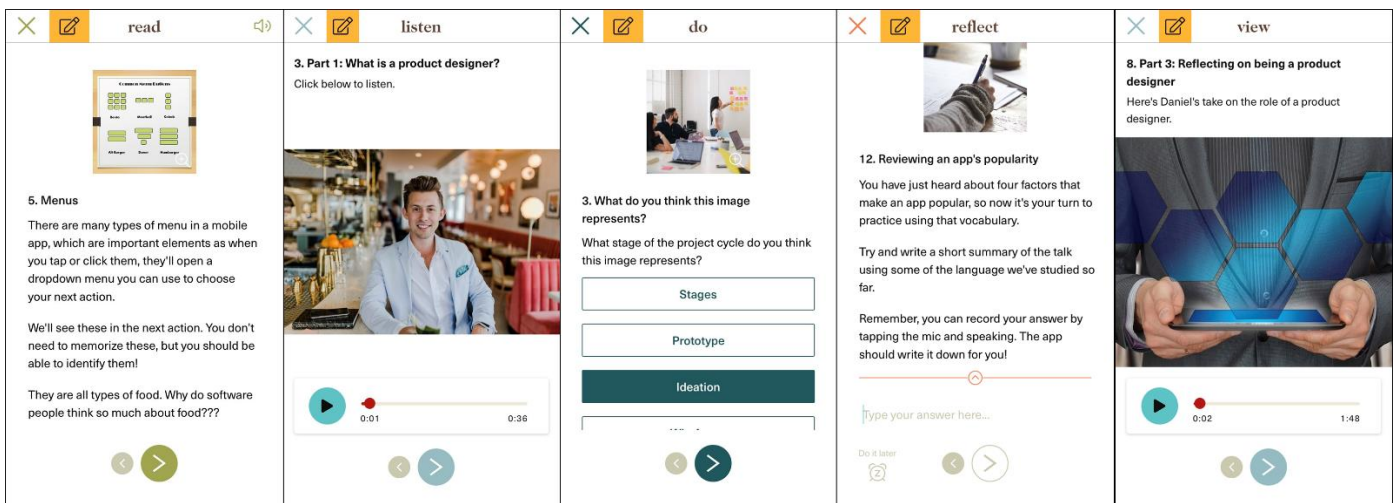 read
Common Menu Buttons
Bento
Meatball
Kebab
Alt Burger
Doner
Hamburger
5. Menus
There are many types of menu in a mobile
app, which are important elements as when
you tap or click them, they'll open a
dropdown menu you can use to choose
your next action.
We'll see these in the next action. You don't
need to memorize these, but you should be
able to identify them!
They are all types of food. Why do software
people think so much about food???
listen
3. Part 1: What is a product designer?
Click below to listen.
0:01
0:36
do
3. What do you think this image
represents?
What stage of the project cycle do you think
this image represents?
Stages
Prototype
Ideation
reflect
12. Reviewing an app's popularity
You have just heard about four factors that
make an app popular, so now it's your turn to
practice using that vocabulary.
Try and write a short summary of the talk
using some of the language we've studied so
far.
Remember, you can record your answer by
tapping the mic and speaking. The app
should write it down for you!
Type your answer here...
Do it later
z
view
8. Part 3: Reflecting on being a product
designer
Here's Daniel's take on the role of a product
designer.
0:02
1:48